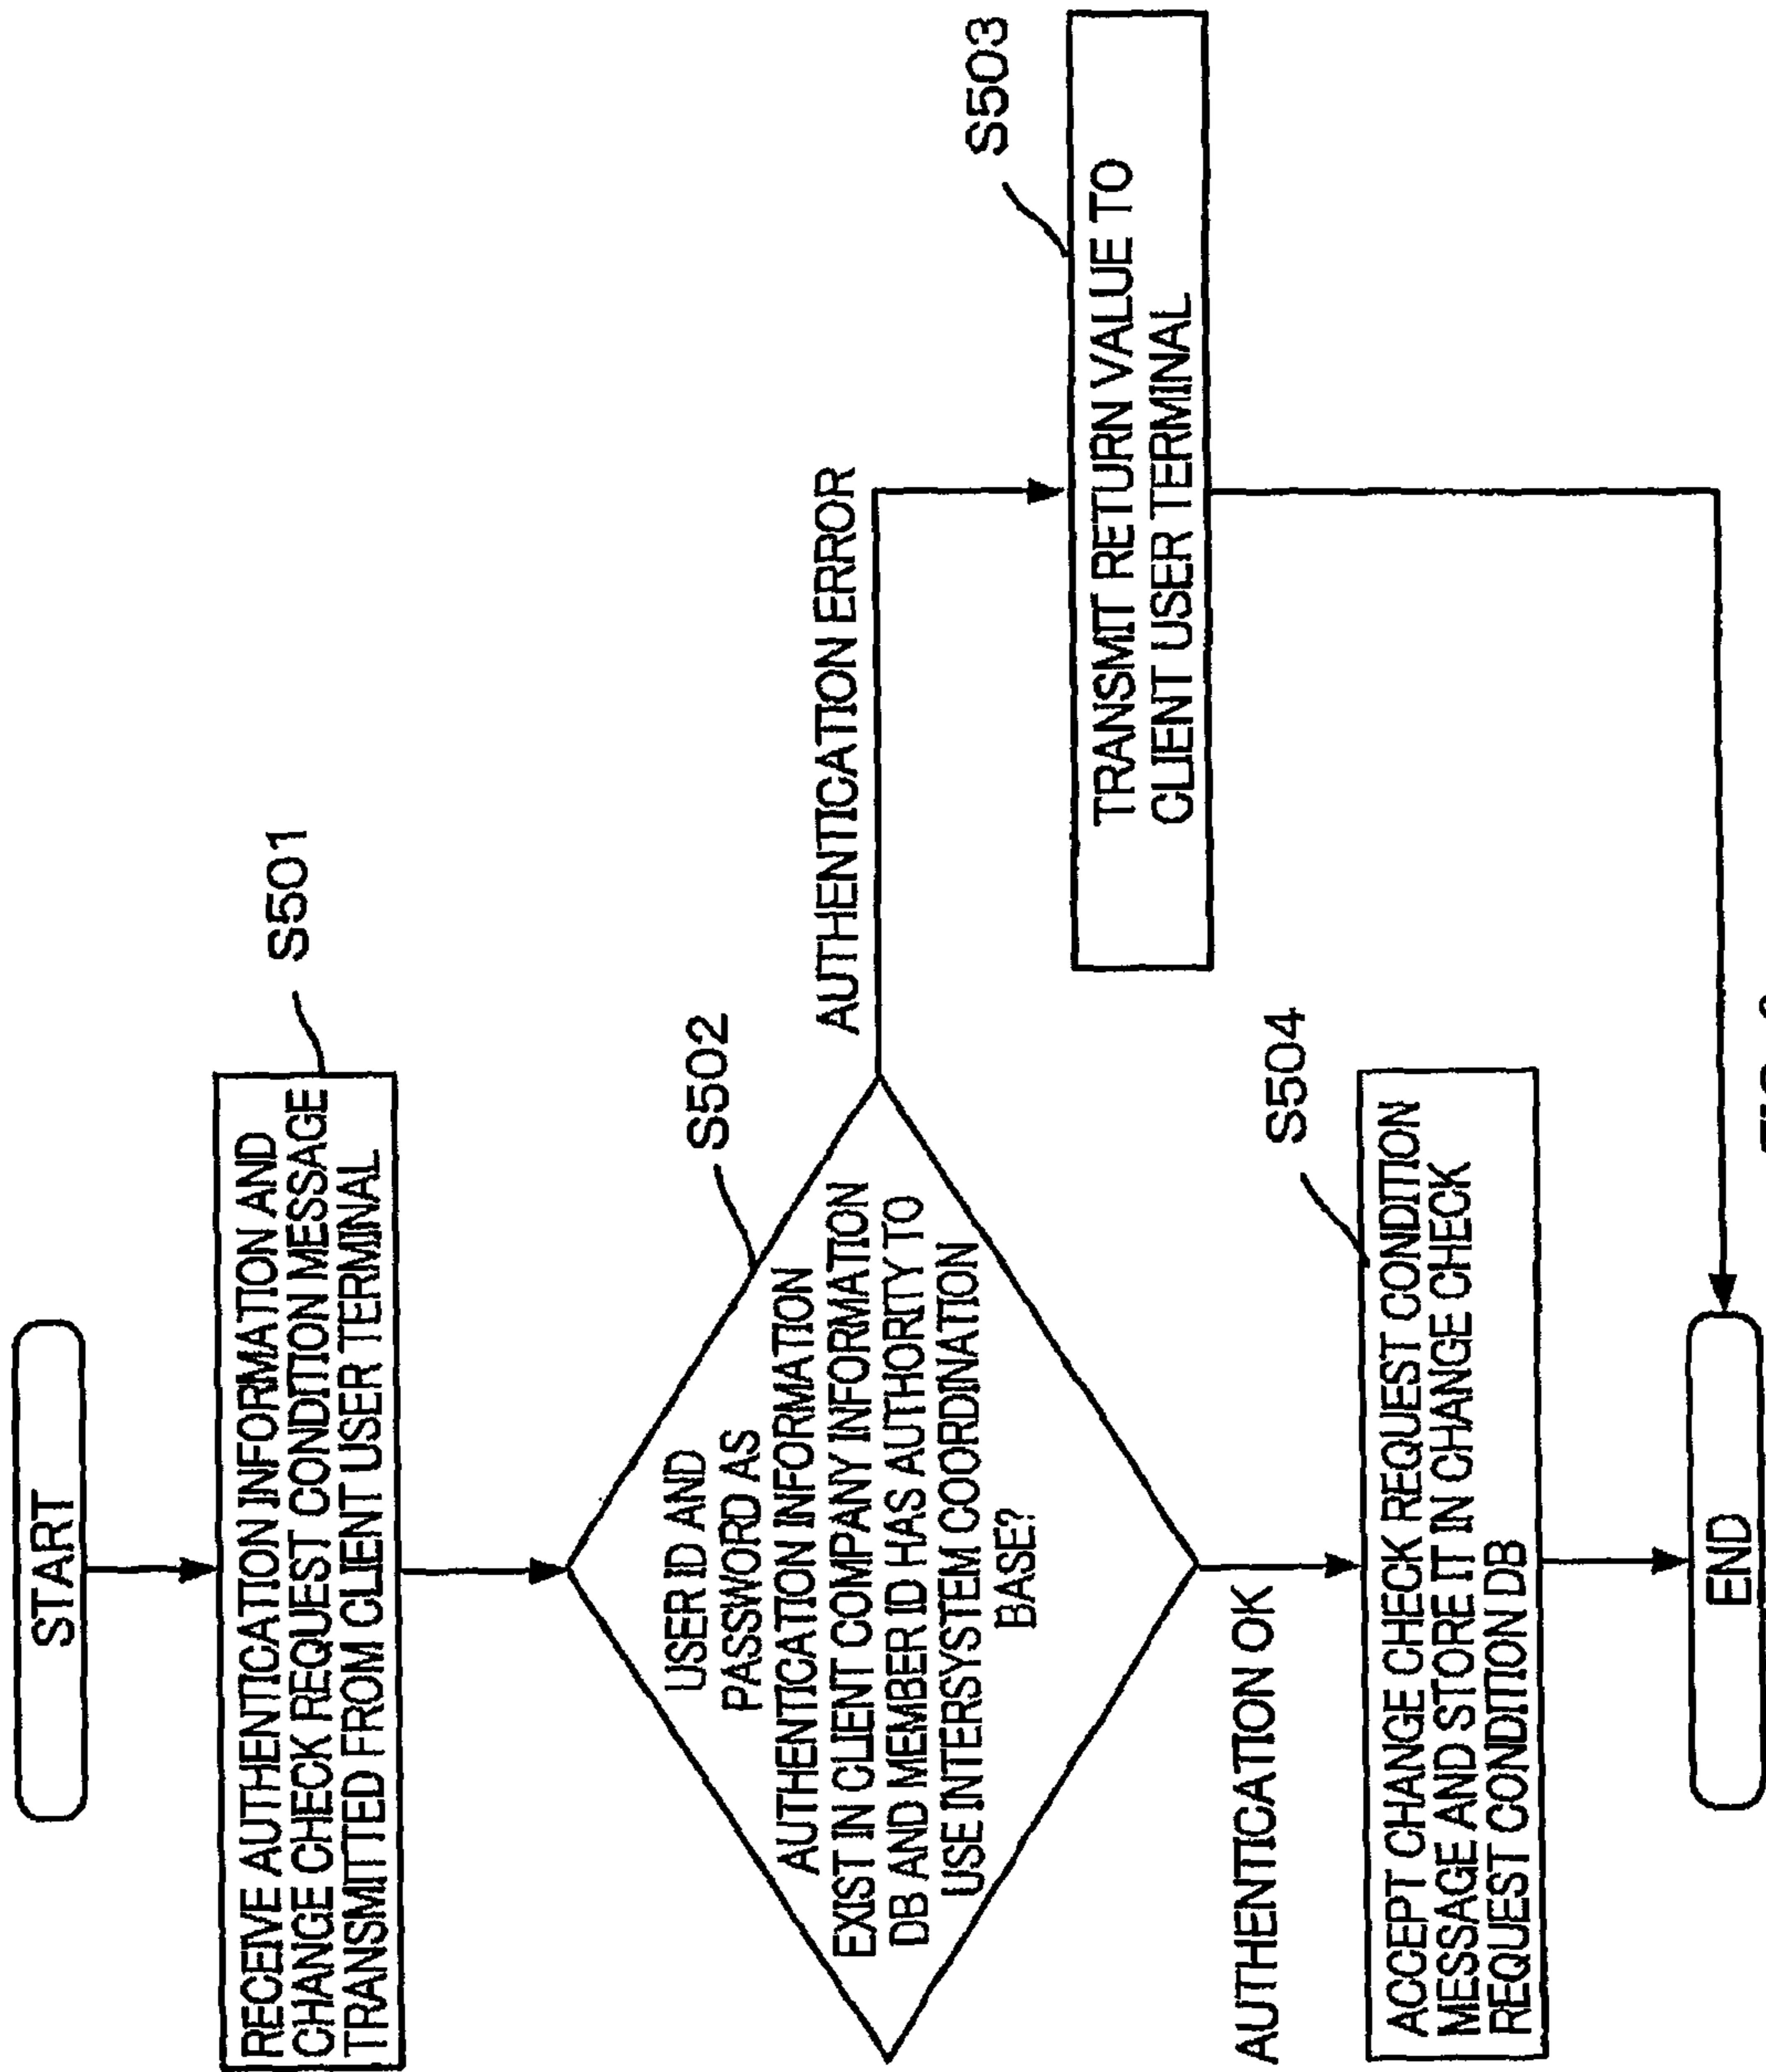 START
S501
RECEIVE AUTHENTICATION INFORMATION AND
CHANGE CHECK REQUEST CONDITION MESSAGE
TRANSMITTED FROM CLIENT USER TERMINAL
S502
USER ID AND
PASSWORD AS
AUTHENTICATION INFORMATION
EXIST IN CLIENT COMPANY INFORMATION
DB AND MEMBER ID HAS AUTHORITY TO
USE INTERSYSTEM COORDINATION
BASE?
AUTHENTICATION ERROR
S503
TRANSMIT RETURN VALUE TO
CLIENT USER TERMINAL
AUTHENTICATION OK
S504
ACCEPT CHANGE CHECK REQUEST CONDITION
MESSAGE AND STORE IT IN CHANGE CHECK
REQUEST CONDITION DB
END